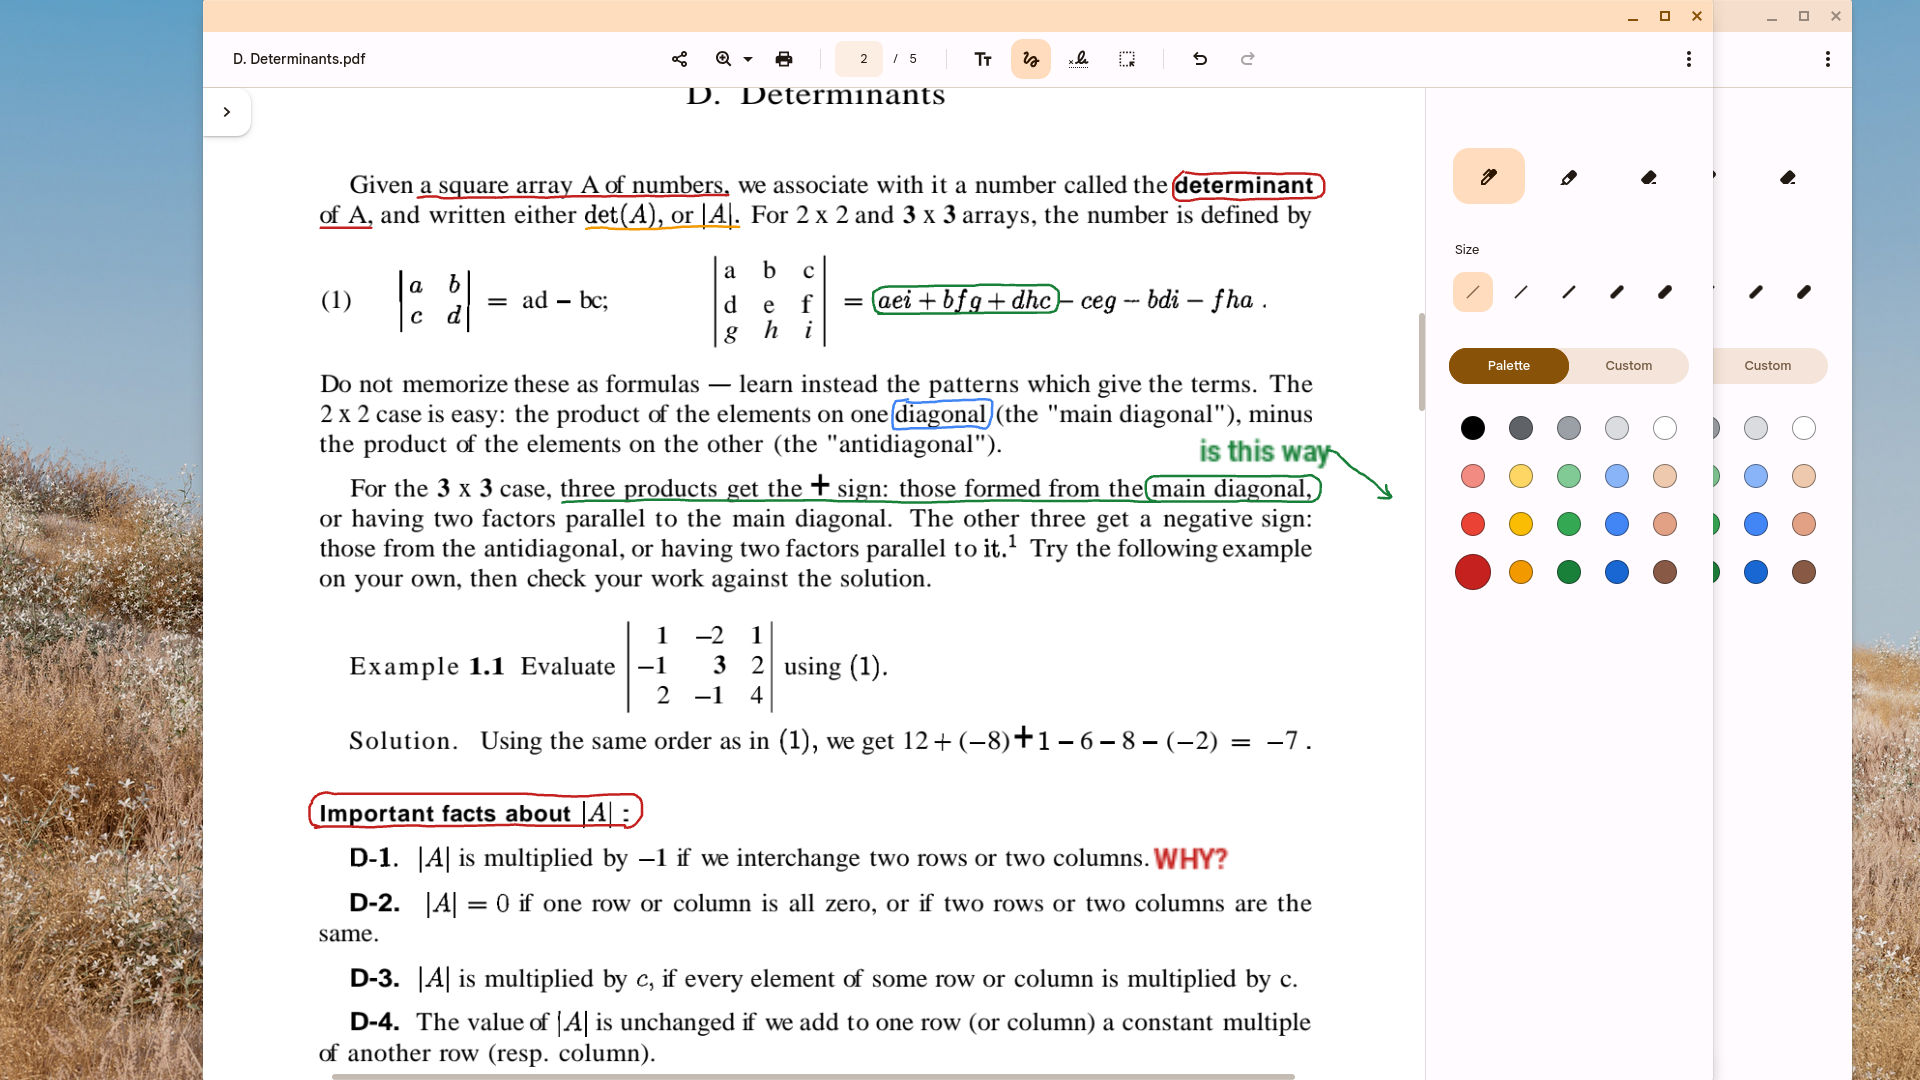 D. Determinants.pdf
2 / 5
D. Determinants
Given a square array A of numbers, we associate with it a number called the determinant
of A, and written either det(A), or |A|. For 2 x 2 and 3 x 3 arrays, the number is defined by
(1) |a b; c d| = ad – bc; |a b c; d e f; g h i| = aei + bfg + dhc – ceg – bdi – fha .
Do not memorize these as formulas — learn instead the patterns which give the terms. The
2 x 2 case is easy: the product of the elements on one diagonal (the "main diagonal"), minus
the product of the elements on the other (the "antidiagonal").
is this way
For the 3 x 3 case, three products get the + sign: those formed from the main diagonal,
or having two factors parallel to the main diagonal. The other three get a negative sign:
those from the antidiagonal, or having two factors parallel to it.¹ Try the following example
on your own, then check your work against the solution.
Example 1.1 Evaluate |1 –2 1; –1 3 2; 2 –1 4| using (1).
Solution. Using the same order as in (1), we get 12 + (–8) + 1 – 6 – 8 – (–2) = –7 .
Important facts about |A| :
D-1. |A| is multiplied by –1 if we interchange two rows or two columns. WHY?
D-2. |A| = 0 if one row or column is all zero, or if two rows or two columns are the
same.
D-3. |A| is multiplied by c, if every element of some row or column is multiplied by c.
D-4. The value of |A| is unchanged if we add to one row (or column) a constant multiple
of another row (resp. column).
Size
Palette
Custom
Custom